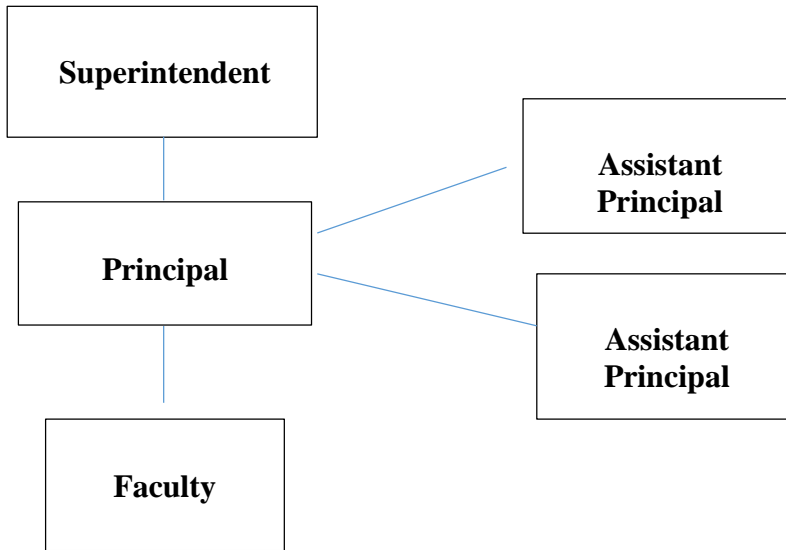 Superintendent
Assistant
Principal
Principal
Assistant
Principal
Faculty